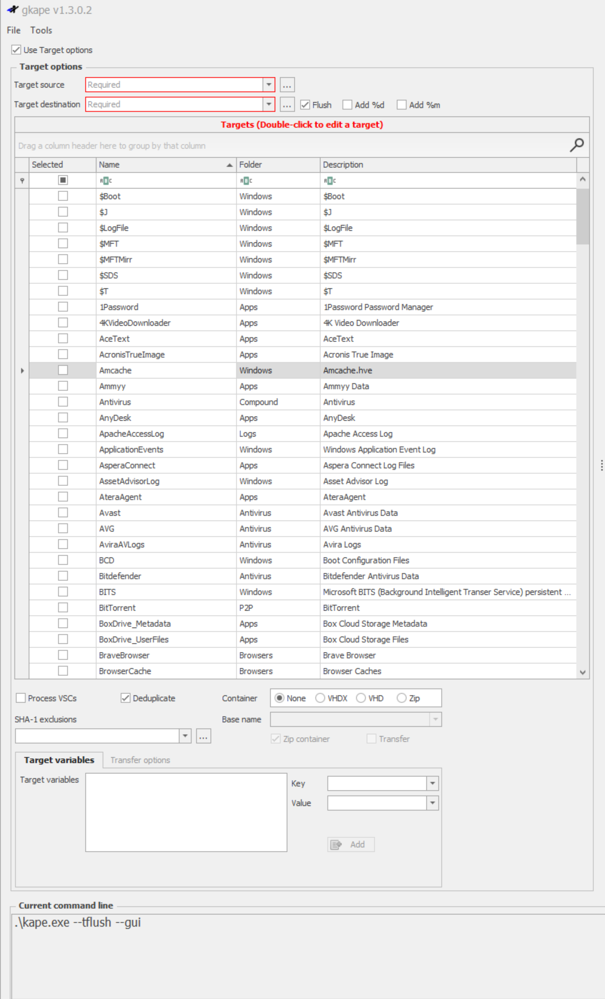 gkape v1.3.0.2
File Tools
Use Target options
Target options
Target source Required ...
Target destination Required ... Flush Add %d Add %m
Targets (Double-click to edit a target)
Drag a column header here to group by that column
Selected Name Folder Description
ABC ABC ABC
$Boot Windows $Boot
$J Windows $J
$LogFile Windows $LogFile
$MFT Windows $MFT
$MFTMirr Windows $MFTMirr
$SDS Windows $SDS
$T Windows $T
1Password Apps 1Password Password Manager
4KVideoDownloader Apps 4K Video Downloader
AceText Apps AceText
AcronisTrueImage Apps Acronis True Image
Amcache Windows Amcache.hve
Ammyy Apps Ammyy Data
Antivirus Compound Antivirus
AnyDesk Apps AnyDesk
ApacheAccessLog Logs Apache Access Log
ApplicationEvents Windows Windows Application Event Log
AsperaConnect Apps Aspera Connect Log Files
AssetAdvisorLog Windows Asset Advisor Log
AteraAgent Apps AteraAgent
Avast Antivirus Avast Antivirus Data
AVG Antivirus AVG Antivirus Data
AviraAVLogs Antivirus Avira Logs
BCD Windows Boot Configuration Files
Bitdefender Antivirus Bitdefender Antivirus Data
BITS Windows Microsoft BITS (Background Intelligent Transer Service) persistent ...
BitTorrent P2P BitTorrent
BoxDrive_Metadata Apps Box Cloud Storage Metadata
BoxDrive_UserFiles Apps Box Cloud Storage Files
BraveBrowser Browsers Brave Browser
BrowserCache Browsers Browser Caches
Process VSCs Deduplicate Container None VHDX VHD Zip
SHA-1 exclusions Base name
... Zip container Transfer
Target variables Transfer options
Target variables Key
Value
Add
Current command line
.\kape.exe --tflush --gui